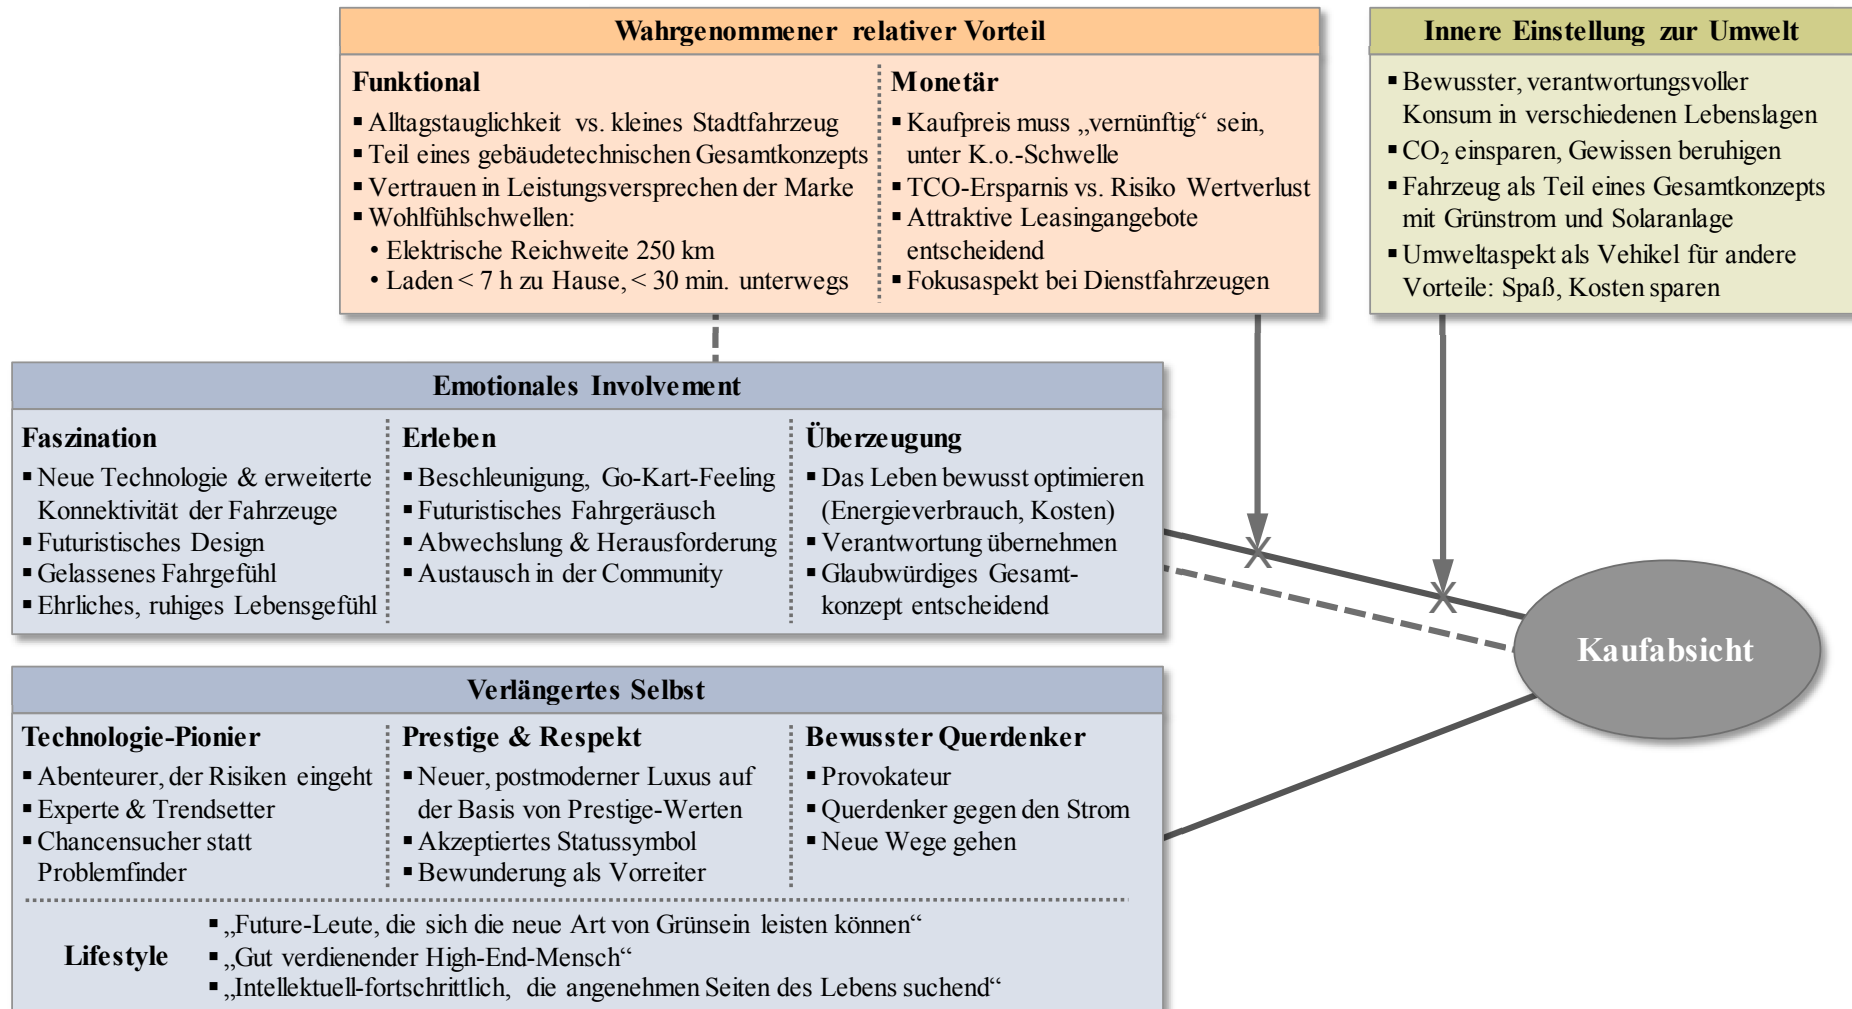 Wahrgenommener relativer Vorteil
Funktional
▪ Alltagstauglichkeit vs. kleines Stadtfahrzeug
▪ Teil eines gebäudetechnischen Gesamtkonzepts
▪ Vertrauen in Leistungsversprechen der Marke
▪ Wohlfühlschwellen:
• Elektrische Reichweite 250 km
• Laden < 7 h zu Hause, < 30 min. unterwegs
Monetär
▪ Kaufpreis muss „vernünftig“ sein,
unter K.o.-Schwelle
▪ TCO-Ersparnis vs. Risiko Wertverlust
▪ Attraktive Leasingangebote
entscheidend
▪ Fokusaspekt bei Dienstfahrzeugen
Innere Einstellung zur Umwelt
▪ Bewusster, verantwortungsvoller
Konsum in verschiedenen Lebenslagen
▪ CO₂ einsparen, Gewissen beruhigen
▪ Fahrzeug als Teil eines Gesamtkonzepts
mit Grünstrom und Solaranlage
▪ Umweltaspekt als Vehikel für andere
Vorteile: Spaß, Kosten sparen
Emotionales Involvement
Faszination
▪ Neue Technologie & erweiterte
Konnektivität der Fahrzeuge
▪ Futuristisches Design
▪ Gelassenes Fahrgefühl
▪ Ehrliches, ruhiges Lebensgefühl
Erleben
▪ Beschleunigung, Go-Kart-Feeling
▪ Futuristisches Fahrgeräusch
▪ Abwechslung & Herausforderung
▪ Austausch in der Community
Überzeugung
▪ Das Leben bewusst optimieren
(Energieverbrauch, Kosten)
▪ Verantwortung übernehmen
▪ Glaubwürdiges Gesamt-
konzept entscheidend
X
X
Kaufabsicht
Verlängertes Selbst
Technologie-Pionier
▪ Abenteurer, der Risiken eingeht
▪ Experte & Trendsetter
▪ Chancensucher statt
Problemfinder
Prestige & Respekt
▪ Neuer, postmoderner Luxus auf
der Basis von Prestige-Werten
▪ Akzeptiertes Statussymbol
▪ Bewunderung als Vorreiter
Bewusster Querdenker
▪ Provokateur
▪ Querdenker gegen den Strom
▪ Neue Wege gehen
Lifestyle
▪ „Future-Leute, die sich die neue Art von Grünsein leisten können“
▪ „Gut verdienender High-End-Mensch“
▪ „Intellektuell-fortschrittlich, die angenehmen Seiten des Lebens suchend“